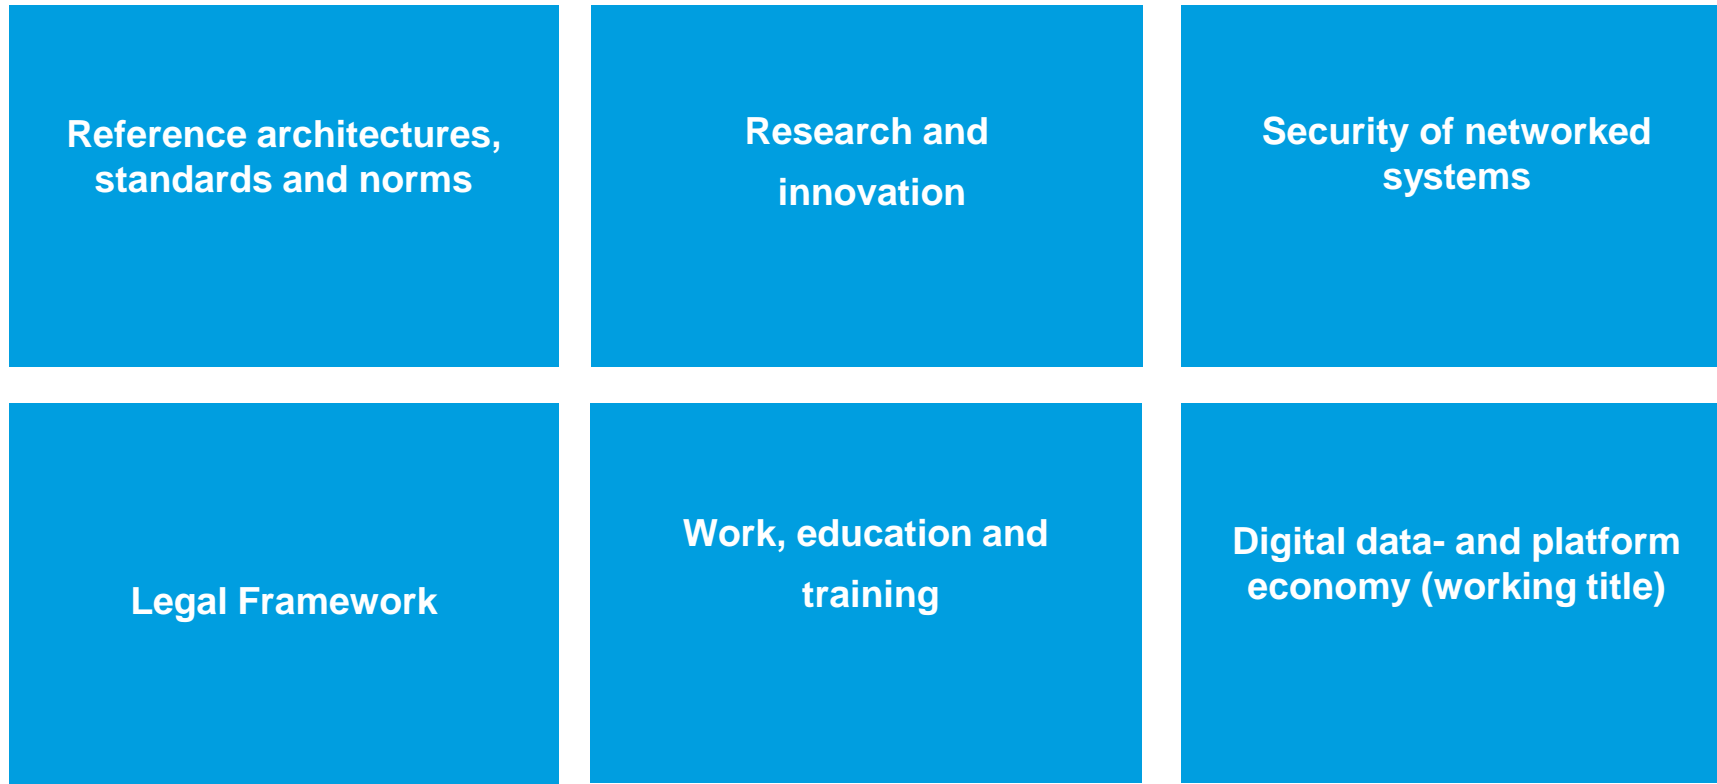 Reference architectures,
standards and norms
Research and
innovation
Security of networked
systems
Legal Framework
Work, education and
training
Digital data- and platform
economy (working title)